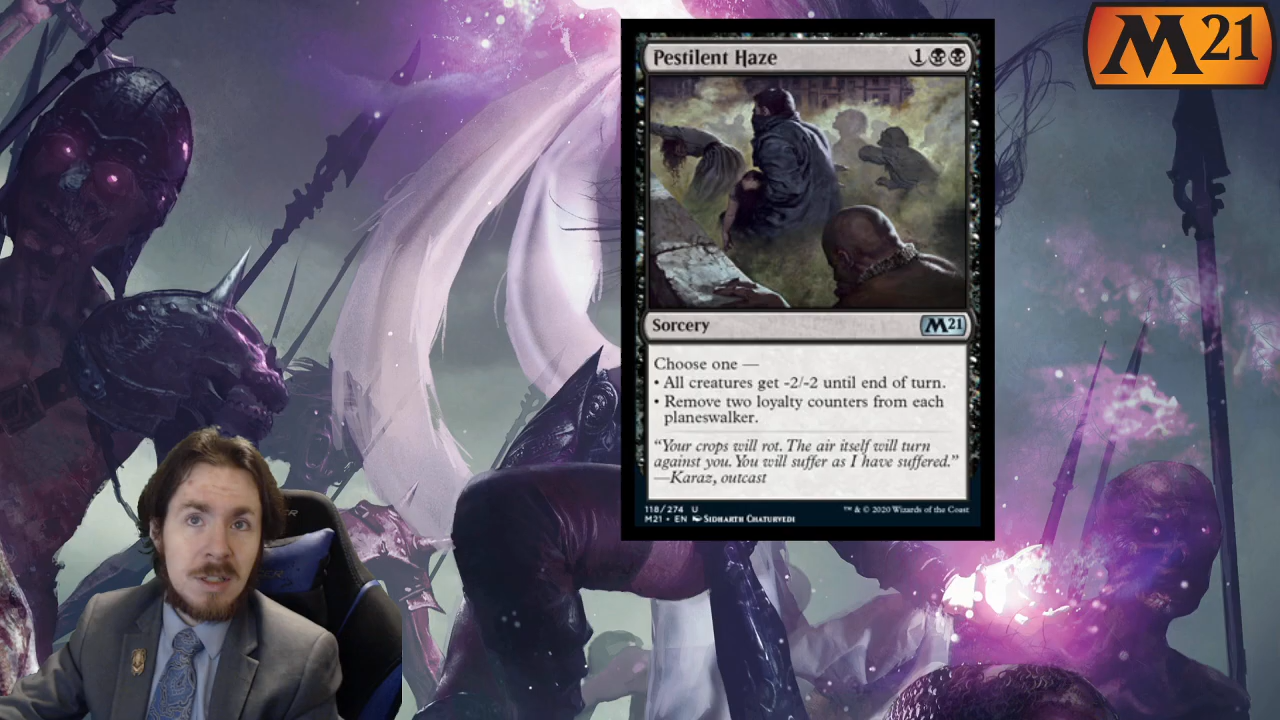 M21
Pestilent Haze 1
Sorcery
M21
Choose one —
• All creatures get -2/-2 until end of turn.
• Remove two loyalty counters from each
planeswalker.
“Your crops will rot. The air itself will turn
against you. You will suffer as I have suffered.”
—Karaz, outcast
118/274 U
M21 • EN Sidharth Chaturvedi
™ & © 2020 Wizards of the Coast